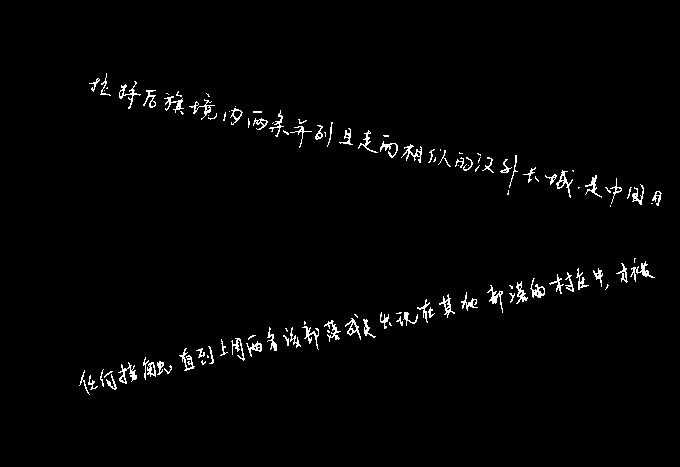 拉特后旗境内两条并列且走向相似的汉外长城.是中国目
任何接触直到上周两名该部落成员出现在其他部落的村庄中,才被